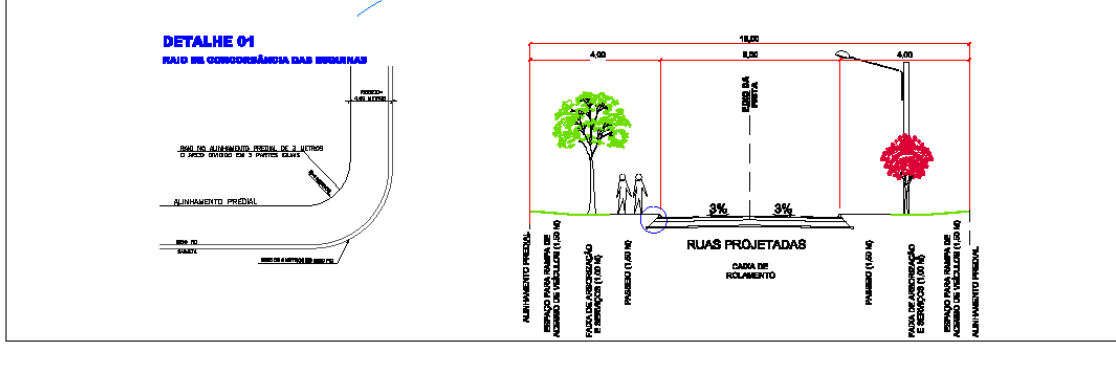 DETALHE 01
RAIO DE CONCORDÂNCIA DAS ESQUINAS
PASSEIO=
RAIO NO ALINHAMENTO PREDIAL DE 3 METROS
O ARCO DIVIDIDO EM 3 PARTES IGUAIS
ALINHAMENTO PREDIAL
MEIO FIO
SARJETA
4,00
4,00
EIXO DA
PISTA
3%
3%
RUAS PROJETADAS
CAIXA DE
ROLAMENTO
ALINHAMENTO PREDIAL
ESPAÇO PARA RAMPA DE
ACESSO DE VEÍCULOS (1,50 M)
FAIXA DE ARBORIZAÇÃO
E SERVIÇOS (1,00 M)
PASSEIO (1,50 M)
PASSEIO (1,50 M)
FAIXA DE ARBORIZAÇÃO
E SERVIÇOS (1,00 M)
ESPAÇO PARA RAMPA DE
ACESSO DE VEÍCULOS (1,50 M)
ALINHAMENTO PREDIAL